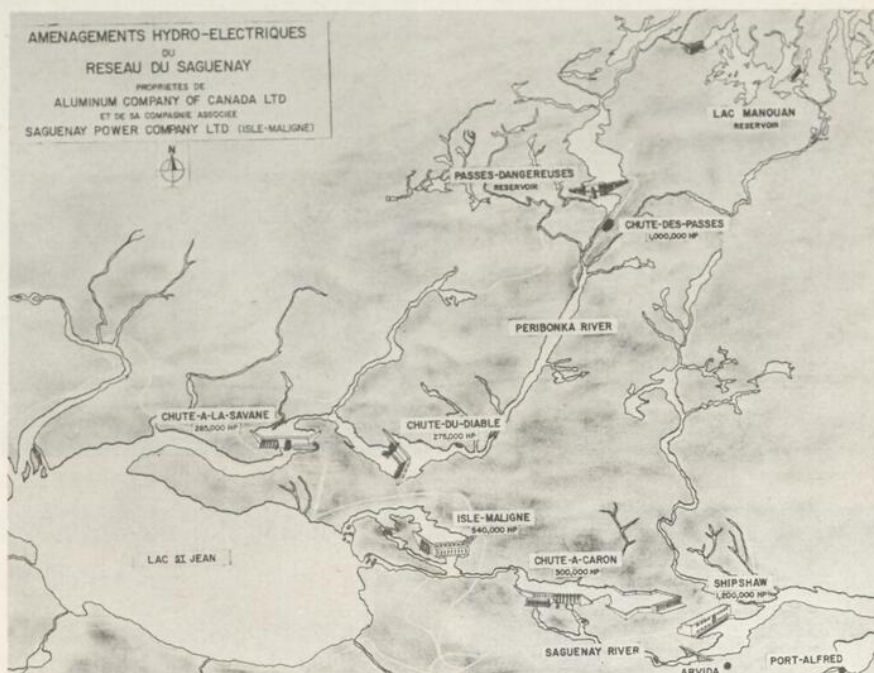 AMENAGEMENTS HYDRO-ELECTRIQUES
DU
RESEAU DU SAGUENAY
PROPRIETES DE
ALUMINUM COMPANY OF CANADA LTD
ET DE SA COMPAGNIE ASSOCIEE
SAGUENAY POWER COMPANY LTD (ISLE-MALIGNE)
N
LAC MANOUAN
RESERVOIR
PASSES-DANGEREUSES
RESERVOIR
CHUTE-DES-PASSES
1,000,000 HP
PERIBONKA RIVER
CHUTE-A-LA-SAVANE
285,000 HP
CHUTE-DU-DIABLE
275,000 HP
ISLE-MALIGNE
540,000 HP
LAC ST JEAN
CHUTE-A-CARON
300,000 HP
SHIPSHAW
1,200,000 HP
SAGUENAY RIVER
ARVIDA
PORT-ALFRED